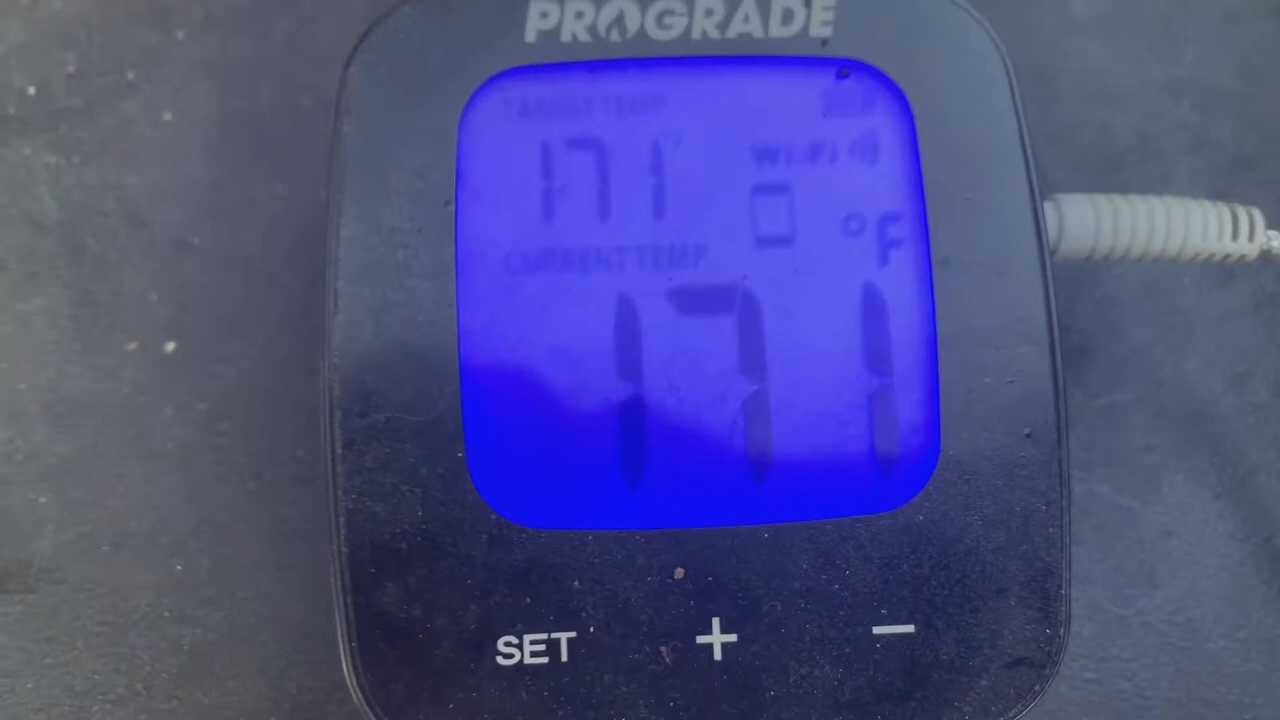 PROGRADE
TARGET TEMP
171
Wi-Fi
°F
CURRENT TEMP
171
SET + −